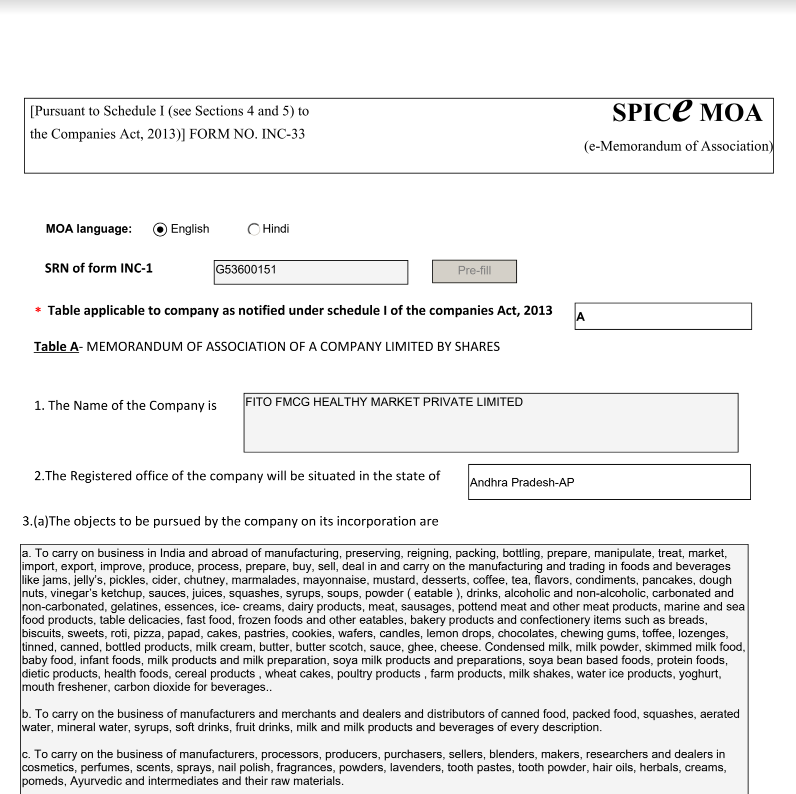 [Pursuant to Schedule I (see Sections 4 and 5) to
the Companies Act, 2013)] FORM NO. INC-33
SPICe MOA
(e-Memorandum of Association)
MOA language: English Hindi
SRN of form INC-1 G53600151 Pre-fill
* Table applicable to company as notified under schedule I of the companies Act, 2013 A
Table A- MEMORANDUM OF ASSOCIATION OF A COMPANY LIMITED BY SHARES
1. The Name of the Company is FITO FMCG HEALTHY MARKET PRIVATE LIMITED
2.The Registered office of the company will be situated in the state of Andhra Pradesh-AP
3.(a)The objects to be pursued by the company on its incorporation are
a. To carry on business in India and abroad of manufacturing, preserving, reigning, packing, bottling, prepare, manipulate, treat, market,
import, export, improve, produce, process, prepare, buy, sell, deal in and carry on the manufacturing and trading in foods and beverages
like jams, jelly's, pickles, cider, chutney, marmalades, mayonnaise, mustard, desserts, coffee, tea, flavors, condiments, pancakes, dough
nuts, vinegar's ketchup, sauces, juices, squashes, syrups, soups, powder ( eatable ), drinks, alcoholic and non-alcoholic, carbonated and
non-carbonated, gelatines, essences, ice- creams, dairy products, meat, sausages, pottend meat and other meat products, marine and sea
food products, table delicacies, fast food, frozen foods and other eatables, bakery products and confectionery items such as breads,
biscuits, sweets, roti, pizza, papad, cakes, pastries, cookies, wafers, candles, lemon drops, chocolates, chewing gums, toffee, lozenges,
tinned, canned, bottled products, milk cream, butter, butter scotch, sauce, ghee, cheese. Condensed milk, milk powder, skimmed milk food,
baby food, infant foods, milk products and milk preparation, soya milk products and preparations, soya bean based foods, protein foods,
dietic products, health foods, cereal products , wheat cakes, poultry products , farm products, milk shakes, water ice products, yoghurt,
mouth freshener, carbon dioxide for beverages..
b. To carry on the business of manufacturers and merchants and dealers and distributors of canned food, packed food, squashes, aerated
water, mineral water, syrups, soft drinks, fruit drinks, milk and milk products and beverages of every description.
c. To carry on the business of manufacturers, processors, producers, purchasers, sellers, blenders, makers, researchers and dealers in
cosmetics, perfumes, scents, sprays, nail polish, fragrances, powders, lavenders, tooth pastes, tooth powder, hair oils, herbals, creams,
pomeds, Ayurvedic and intermediates and their raw materials.